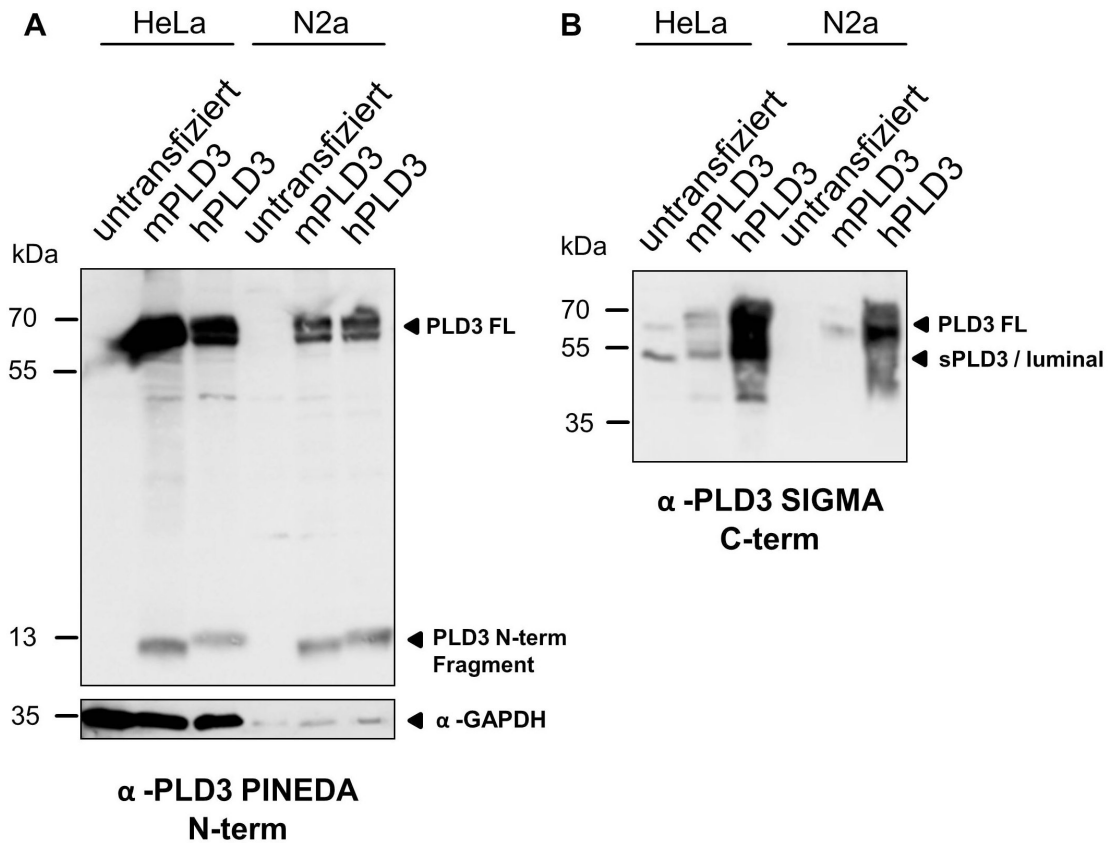 A
HeLa
N2a
untransfiziert
mPLD3
hPLD3
untransfiziert
mPLD3
hPLD3
kDa
70
55
13
35
PLD3 FL
PLD3 N-term
Fragment
α -GAPDH
α -PLD3 PINEDA
N-term
B
HeLa
N2a
untransfiziert
mPLD3
hPLD3
untransfiziert
mPLD3
hPLD3
kDa
70
55
35
PLD3 FL
sPLD3 / luminal
α -PLD3 SIGMA
C-term